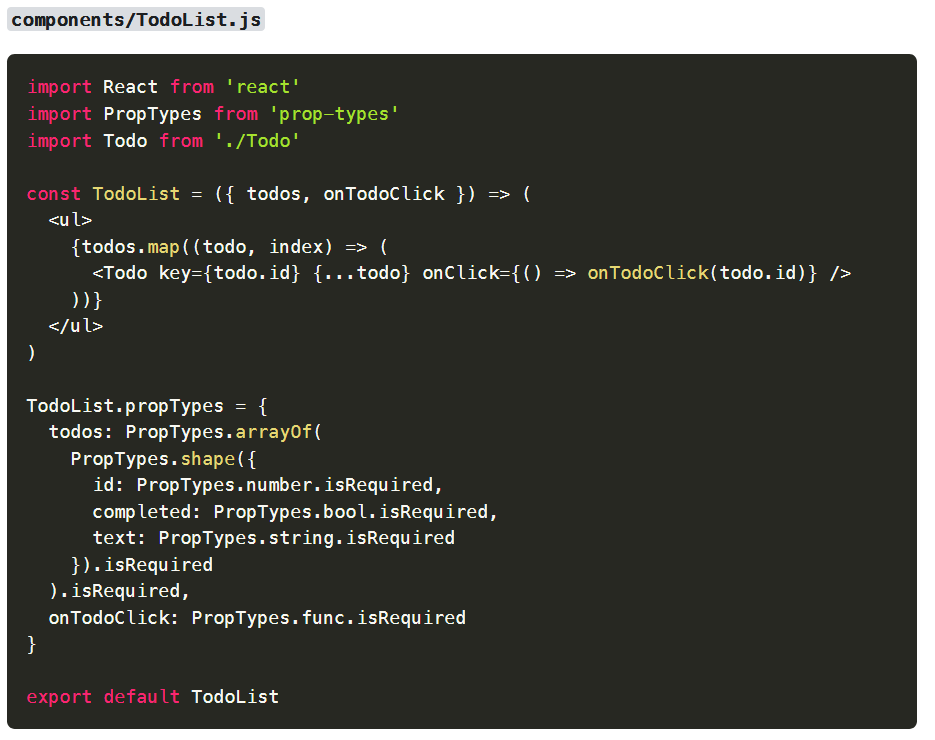 components/TodoList.js
import React from 'react'
import PropTypes from 'prop-types'
import Todo from './Todo'
const TodoList = ({ todos, onTodoClick }) => (
  <ul>
    {todos.map((todo, index) => (
      <Todo key={todo.id} {...todo} onClick={() => onTodoClick(todo.id)} />
    ))}
  </ul>
)
TodoList.propTypes = {
  todos: PropTypes.arrayOf(
    PropTypes.shape({
      id: PropTypes.number.isRequired,
      completed: PropTypes.bool.isRequired,
      text: PropTypes.string.isRequired
    }).isRequired
  ).isRequired,
  onTodoClick: PropTypes.func.isRequired
}
export default TodoList